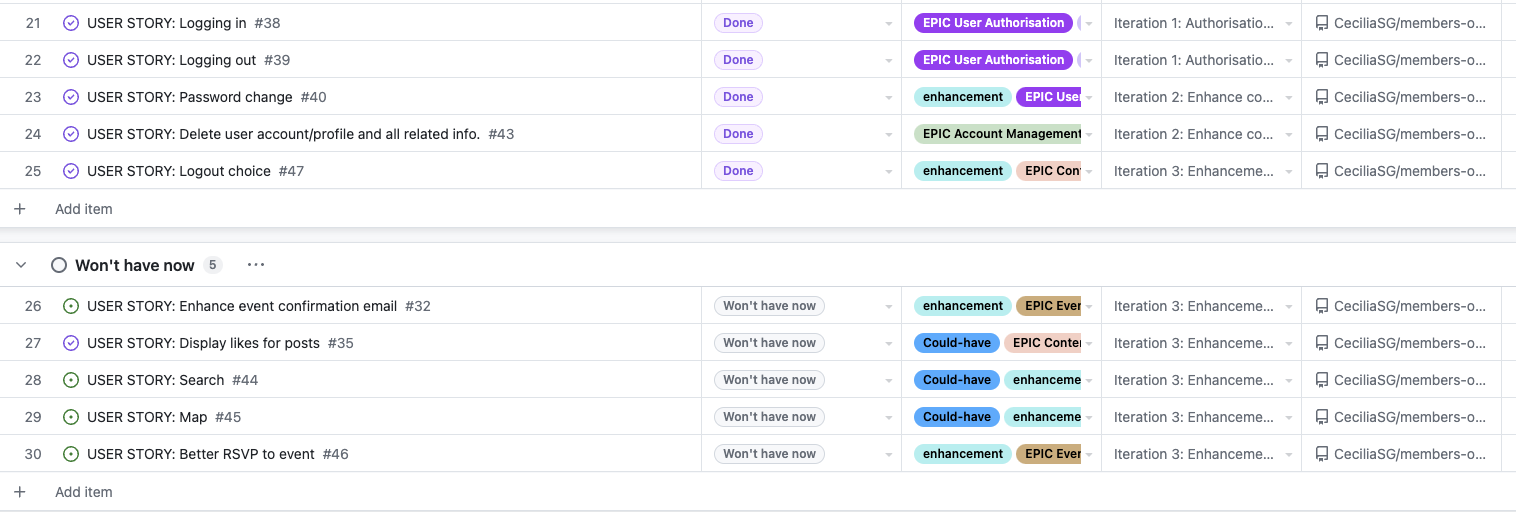 21 USER STORY: Logging in #38 Done EPIC User Authorisation Iteration 1: Authorisatio... CeciliaSG/members-o...
22 USER STORY: Logging out #39 Done EPIC User Authorisation Iteration 1: Authorisatio... CeciliaSG/members-o...
23 USER STORY: Password change #40 Done enhancement EPIC User Iteration 2: Enhance co... CeciliaSG/members-o...
24 USER STORY: Delete user account/profile and all related info. #43 Done EPIC Account Management Iteration 2: Enhance co... CeciliaSG/members-o...
25 USER STORY: Logout choice #47 Done enhancement EPIC Con Iteration 3: Enhanceme... CeciliaSG/members-o...
Add item
Won't have now 5
26 USER STORY: Enhance event confirmation email #32 Won't have now enhancement EPIC Even Iteration 3: Enhanceme... CeciliaSG/members-o...
27 USER STORY: Display likes for posts #35 Won't have now Could-have EPIC Conte Iteration 3: Enhanceme... CeciliaSG/members-o...
28 USER STORY: Search #44 Won't have now Could-have enhanceme Iteration 3: Enhanceme... CeciliaSG/members-o...
29 USER STORY: Map #45 Won't have now Could-have enhanceme Iteration 3: Enhanceme... CeciliaSG/members-o...
30 USER STORY: Better RSVP to event #46 Won't have now enhancement EPIC Even Iteration 3: Enhanceme... CeciliaSG/members-o...
Add item